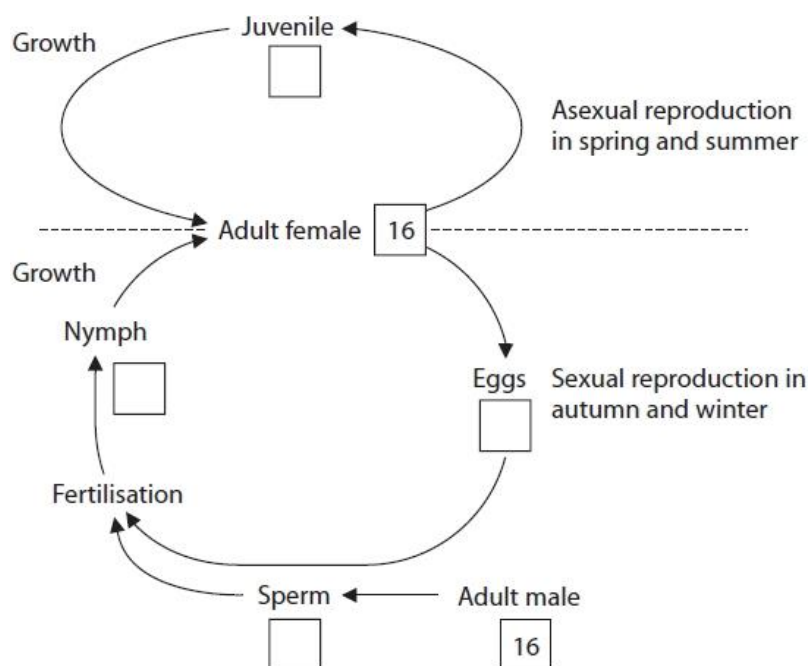 Juvenile
Growth
Asexual reproduction
in spring and summer
Adult female 16
Growth
Nymph
Eggs
Sexual reproduction in
autumn and winter
Fertilisation
Sperm
Adult male
16